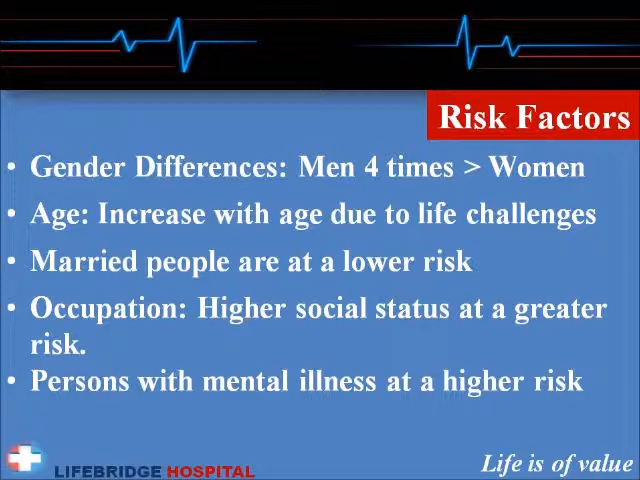 Risk Factors
• Gender Differences: Men 4 times > Women
• Age: Increase with age due to life challenges
• Married people are at a lower risk
• Occupation: Higher social status at a greater
risk.
• Persons with mental illness at a higher risk
LIFEBRIDGE HOSPITAL
Life is of value